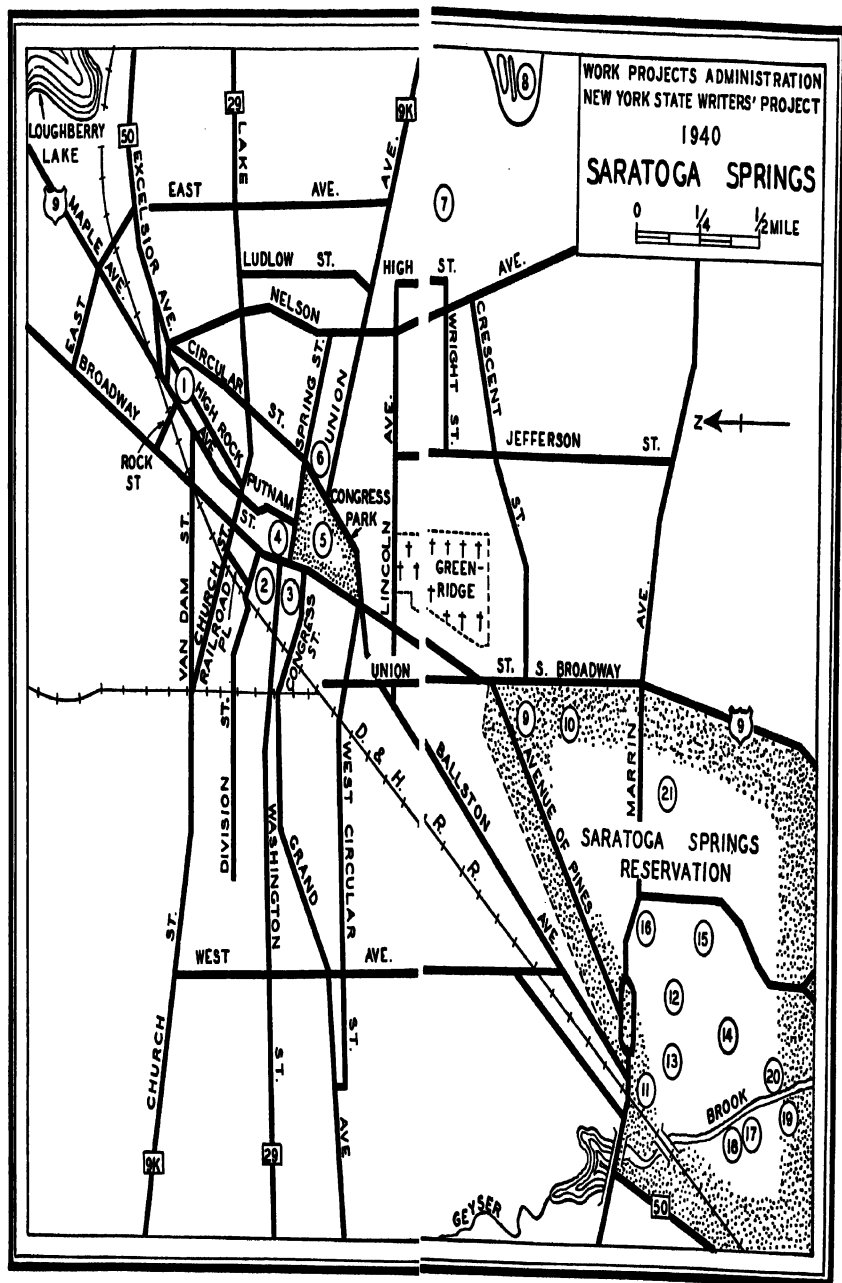 WORK PROJECTS ADMINISTRATION
NEW YORK STATE WRITERS' PROJECT
1940
SARATOGA SPRINGS
0 1/4 1/2 MILE
LOUGHBERRY
LAKE
50
29
9K
8
9
EXCELSIOR AVE.
LAKE
AVE.
MAPLE AVE.
EAST AVE.
7
LUDLOW ST.
HIGH ST.
NELSON AVE.
EAST
BROADWAY
CIRCULAR ST.
SPRING ST.
UNION
WRIGHT ST.
CRESCENT ST.
1
HIGH ROCK
AVE
ROCK
ST
Z
JEFFERSON ST.
6
PUTNAM
ST.
CONGRESS
PARK
4
5
LINCOLN AVE.
GREEN-
RIDGE
2
3
VAN DAM ST.
CHURCH ST.
RAILROAD PL
CONGRESS ST.
UNION ST.
S. BROADWAY
AVE.
MARRIN
9
10
9
D. & H. R. R.
BALLSTON AVE.
AVENUE OF PINES
21
SARATOGA SPRINGS
RESERVATION
DIVISION ST.
WASHINGTON ST.
GRAND AVE
WEST CIRCULAR ST.
16
15
WEST AVE.
12
14
13
11
20
19
18
17
CHURCH ST.
9K
29
GEYSER
BROOK
50